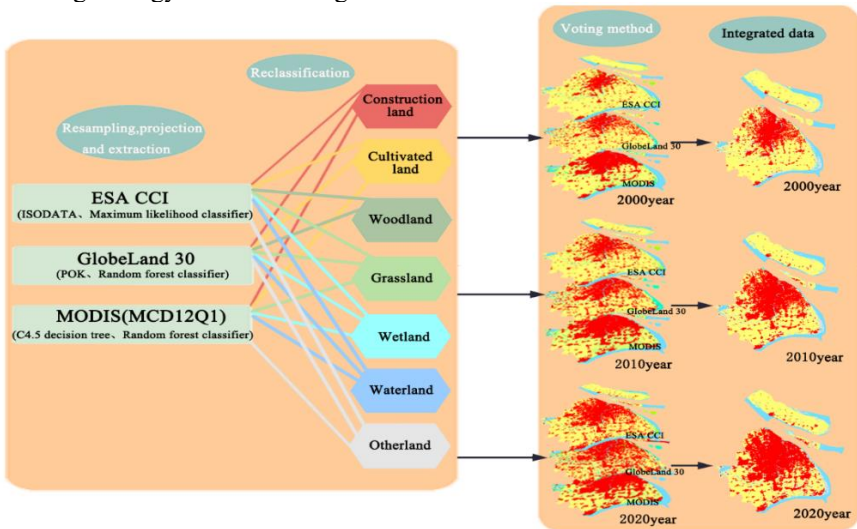 Reclassification
Resampling,projection
and extraction
ESA CCI
(ISODATA、Maximum likelihood classifier)
GlobeLand 30
(POK、Random forest classifier)
MODIS(MCD12Q1)
(C4.5 decision tree、Random forest classifier)
Construction
land
Cultivated
land
Woodland
Grassland
Wetland
Waterland
Otherland
Voting method
ESA CCI
GlobeLand 30
MODIS
2000year
ESA CCI
GlobeLand 30
MODIS
2010year
ESA CCI
GlobeLand 30
MODIS
2020year
Integrated data
2000year
2010year
2020year